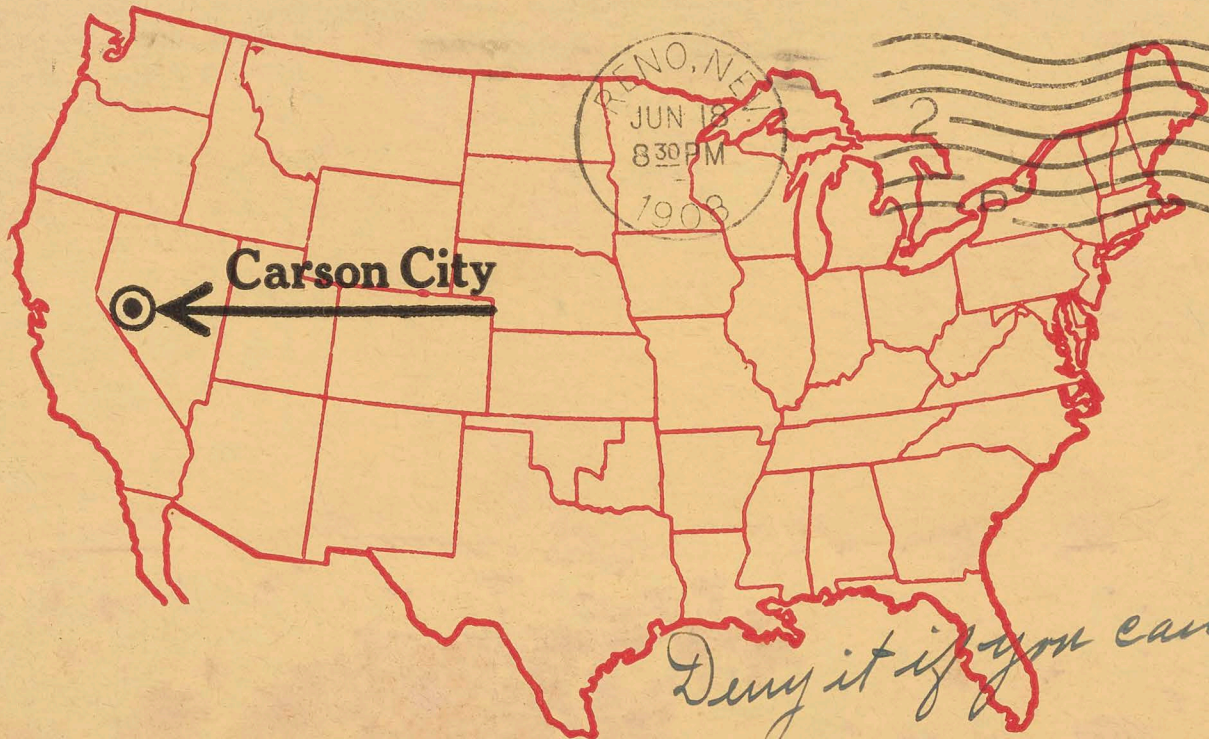 RENO, NEV.
JUN 18
8 30 PM
1908
2
D
Carson City
Deny it if you can